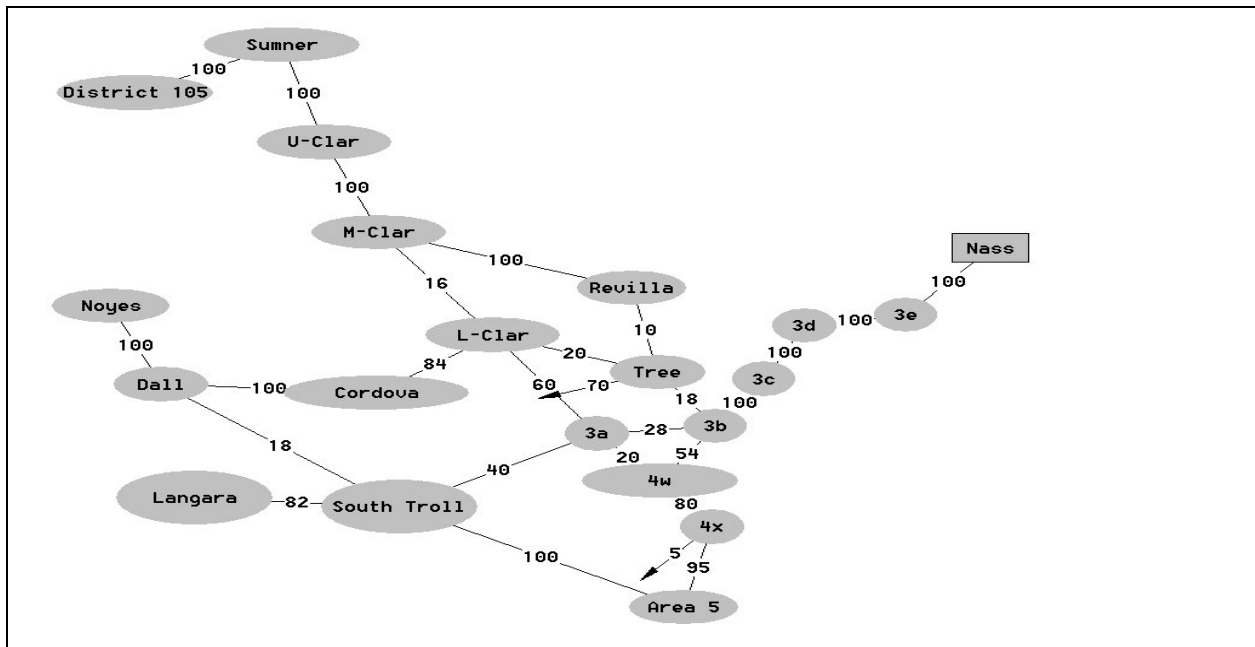 Sumner
100
District 105
100
U-Clar
100
M-Clar
Nass
100
100
Revilla
16
Noyes
3e
100
3d
10
L-Clar
100
20
100
84
Tree
3c
Dall
100
Cordova
60
70
18
100
3b
3a
28
18
20
54
40
4w
Langara
82
South Troll
80
4x
100
5
95
Area 5